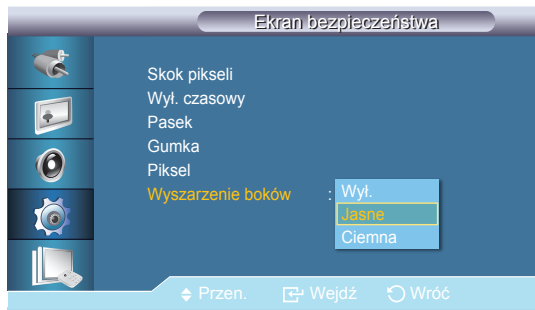 Ekran bezpieczeństwa
Skok pikseli
Wył. czasowy
Pasek
Gumka
Piksel
Wyszarzenie boków : Wył.
Jasne
Ciemna
Przen. Wejdź Wróć